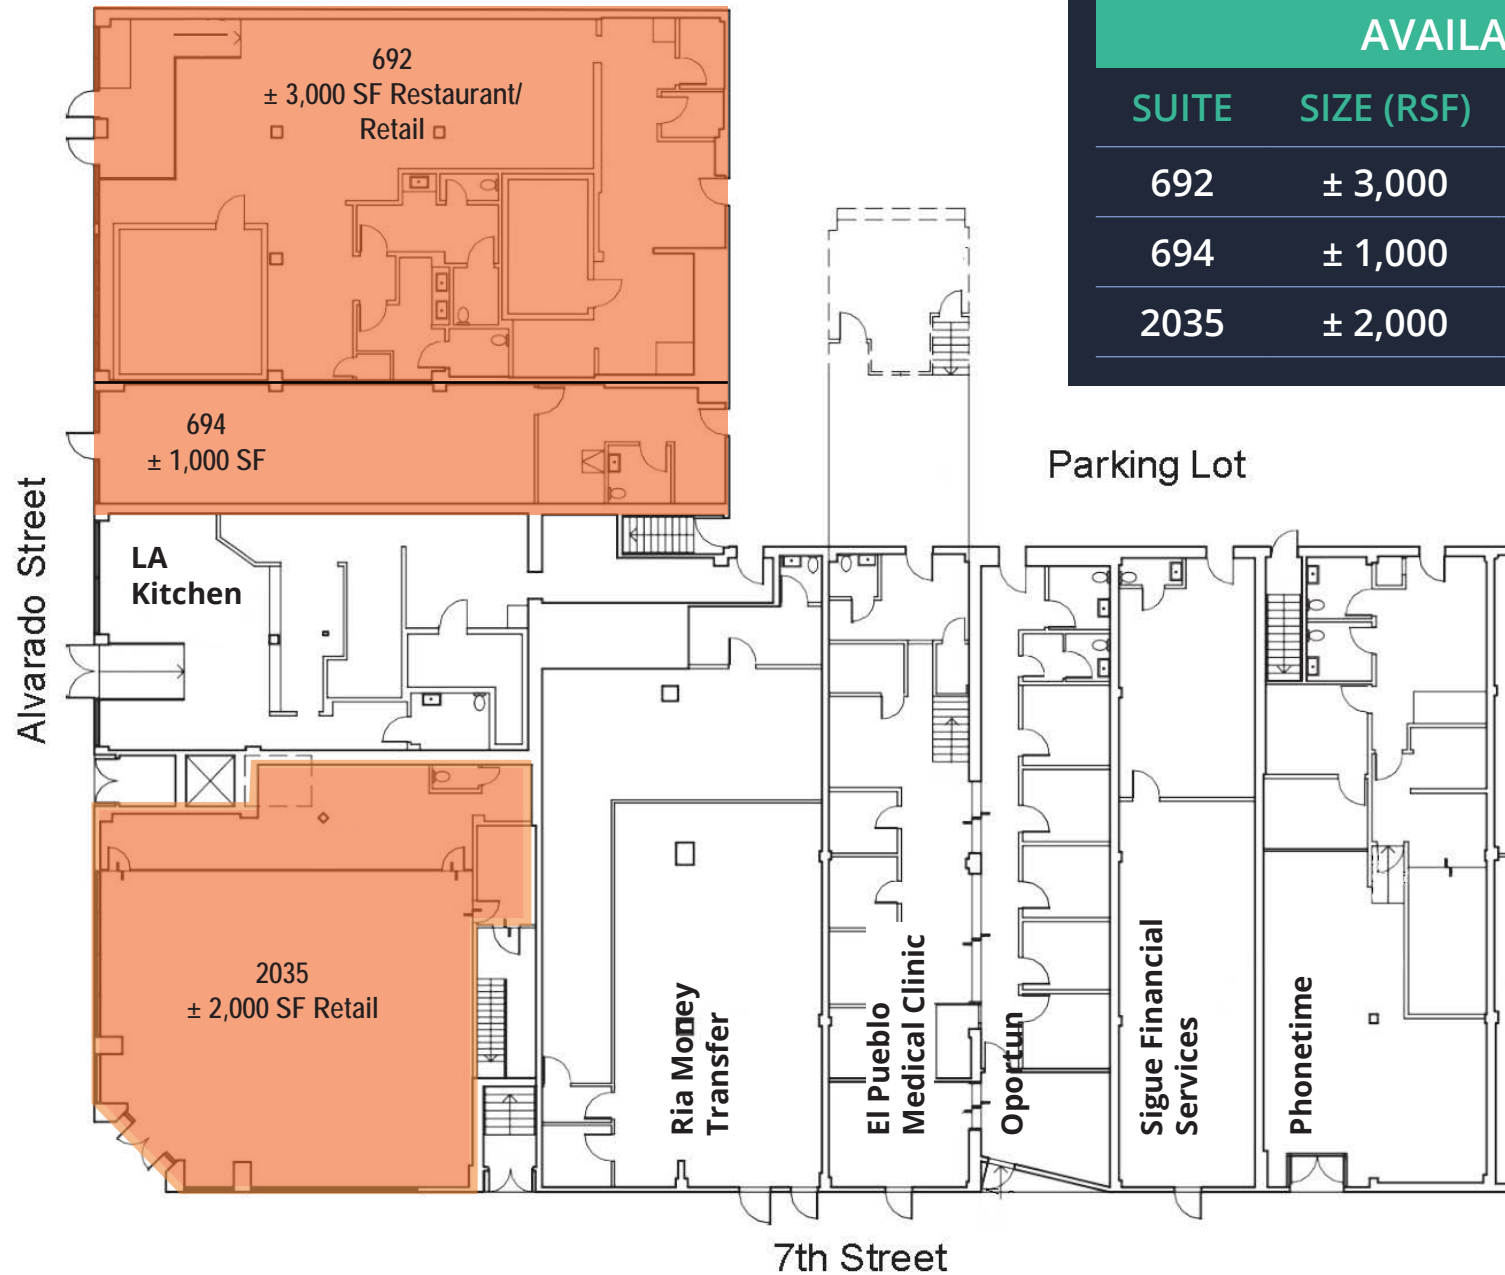 AVAILA
SUITE SIZE (RSF)
692 ± 3,000
694 ± 1,000
2035 ± 2,000
692
± 3,000 SF Restaurant/
Retail
694
± 1,000 SF
Parking Lot
Alvarado Street
LA
Kitchen
2035
± 2,000 SF Retail
Ria Money
Transfer
El Pueblo
Medical Clinic
Oportun
Sigue Financial
Services
Phonetime
7th Street